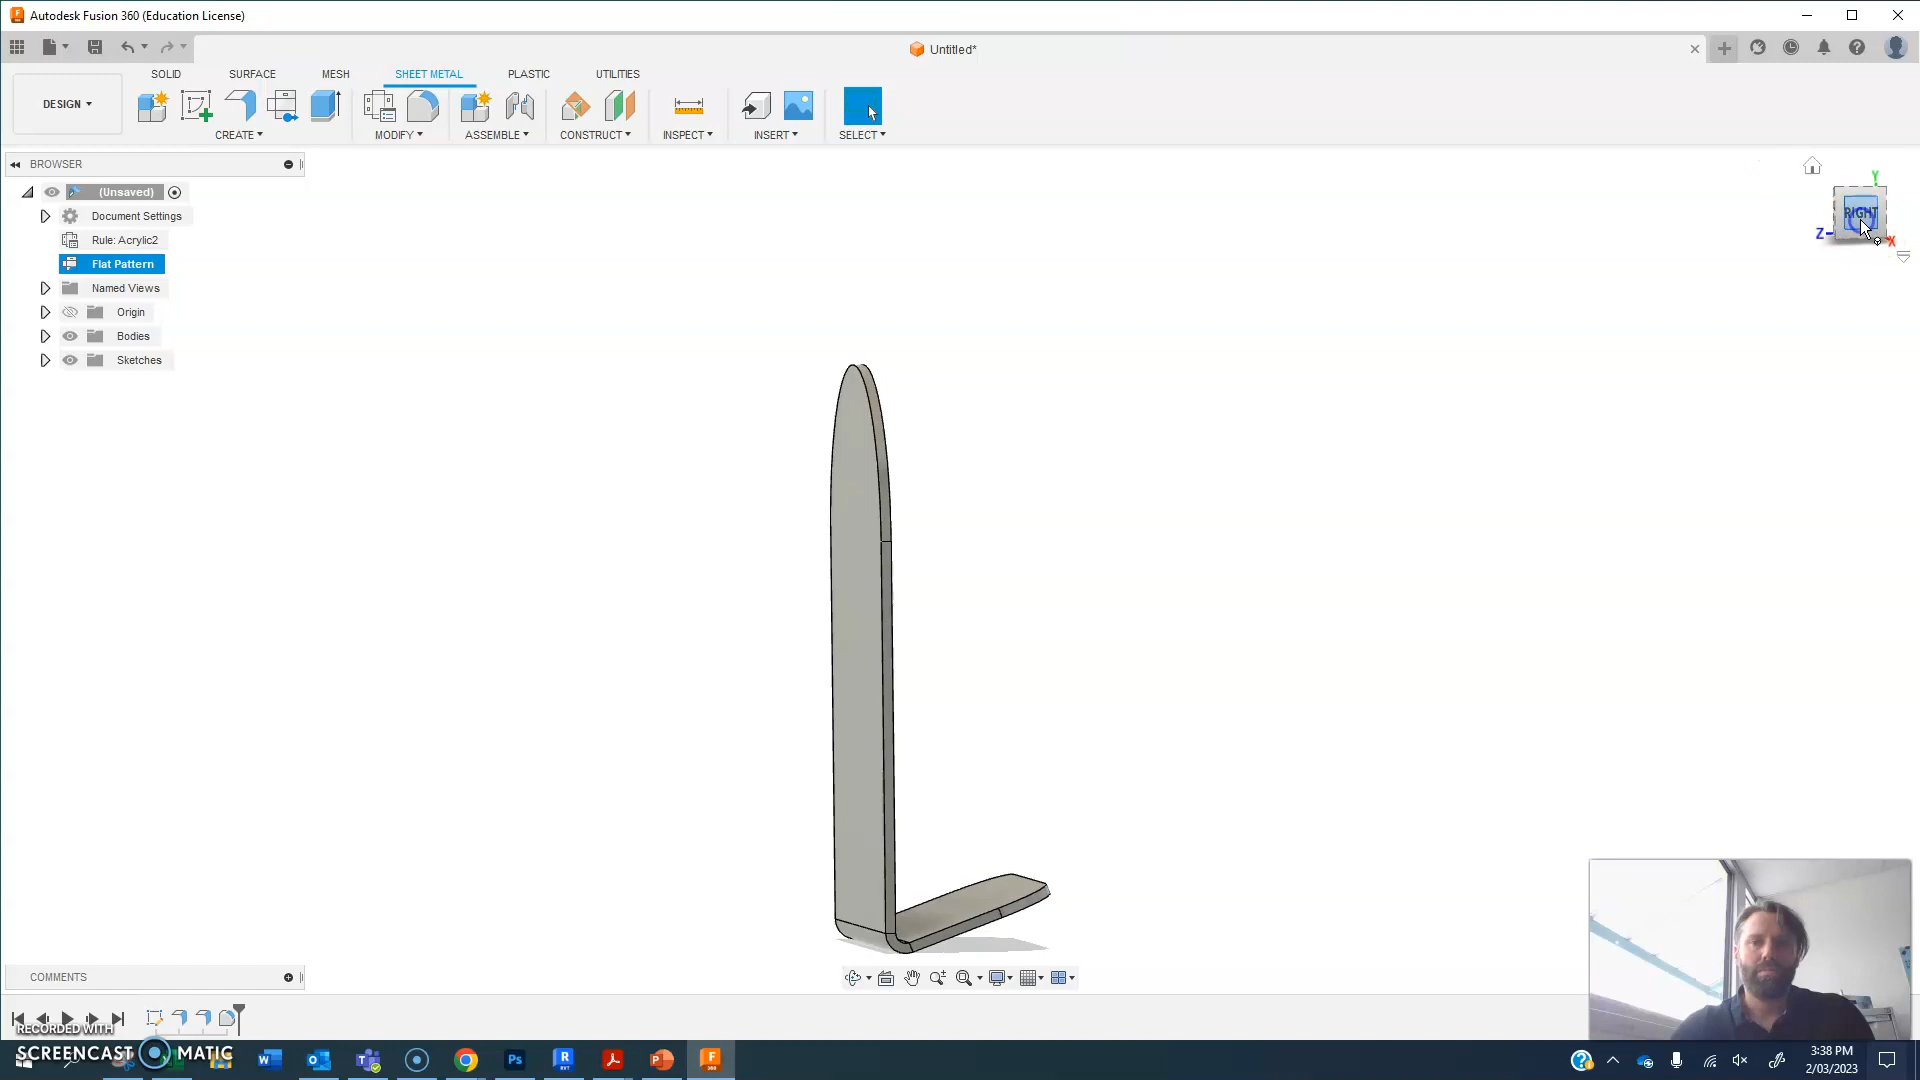 Autodesk Fusion 360 (Education License)
Untitled*
SOLID SURFACE MESH SHEET METAL PLASTIC UTILITIES
DESIGN
CREATE MODIFY ASSEMBLE CONSTRUCT INSPECT INSERT SELECT
BROWSER
(Unsaved)
Document Settings
Rule: Acrylic2
Flat Pattern
Named Views
Origin
Bodies
Sketches
Y
RIGHT
Z
X
COMMENTS
RECORDED WITH
SCREENCAST MATIC
3:38 PM
2/03/2023